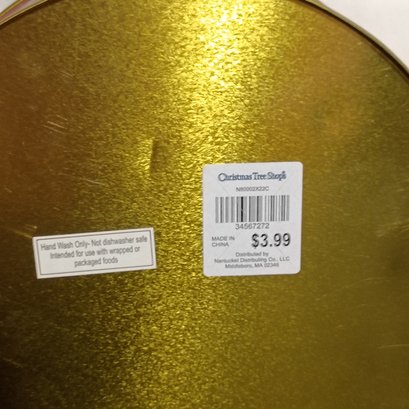 Hand Wash Only- Not dishwasher safe
Intended for use with wrapped or
packaged foods
Christmas Tree Shops
N80002X22C
34567272
MADE IN
CHINA
$3.99
Distributed by
Nantucket Distributing Co., LLC
Middleboro, MA 02346